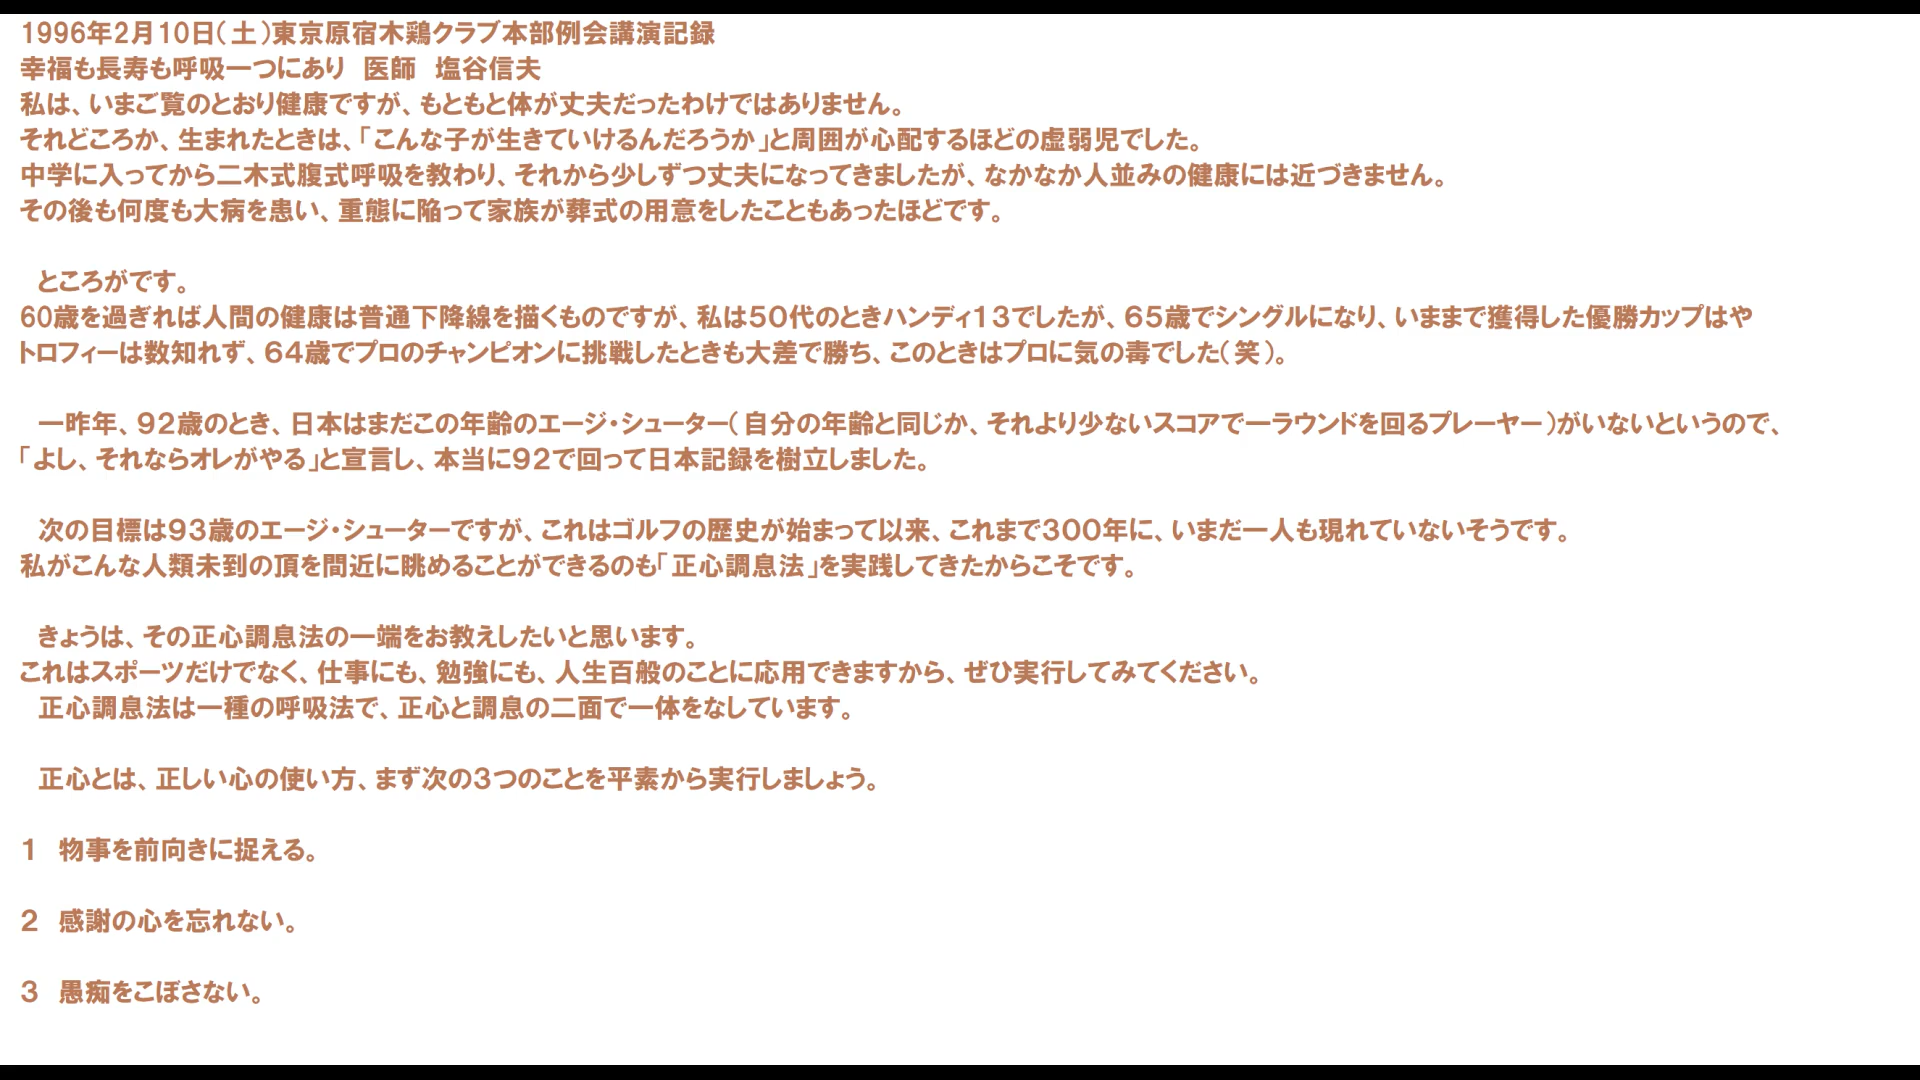 1996年2月10日(土)東京原宿木鶏クラブ本部例会講演記録
幸福も長寿も呼吸一つにあり　医師　塩谷信夫
私は、いまご覧のとおり健康ですが、もともと体が丈夫だったわけではありません。
それどころか、生まれたときは、「こんな子が生きていけるんだろうか」と周囲が心配するほどの虚弱児でした。
中学に入ってから二木式腹式呼吸を教わり、それから少しずつ丈夫になってきましたが、なかなか人並みの健康には近づきません。
その後も何度も大病を患い、重態に陥って家族が葬式の用意をしたこともあったほどです。
　ところがです。
60歳を過ぎれば人間の健康は普通下降線を描くものですが、私は５０代のときハンディ１３でしたが、６５歳でシングルになり、いままで獲得した優勝カップはや
トロフィーは数知れず、６４歳でプロのチャンピオンに挑戦したときも大差で勝ち、このときはプロに気の毒でした(笑)。
　一昨年、９２歳のとき、日本はまだこの年齢のエージ・シューター(自分の年齢と同じか、それより少ないスコアで一ラウンドを回るプレーヤー)がいないというので、
「よし、それならオレがやる」と宣言し、本当に９２で回って日本記録を樹立しました。
　次の目標は９３歳のエージ・シューターですが、これはゴルフの歴史が始まって以来、これまで３００年に、いまだ一人も現れていないそうです。
私がこんな人類未到の頂を間近に眺めることができるのも「正心調息法」を実践してきたからこそです。
　きょうは、その正心調息法の一端をお教えしたいと思います。
これはスポーツだけでなく、仕事にも、勉強にも、人生百般のことに応用できますから、ぜひ実行してみてください。
　正心調息法は一種の呼吸法で、正心と調息の二面で一体をなしています。
　正心とは、正しい心の使い方、まず次の３つのことを平素から実行しましょう。
１　物事を前向きに捉える。
２　感謝の心を忘れない。
３　愚痴をこぼさない。